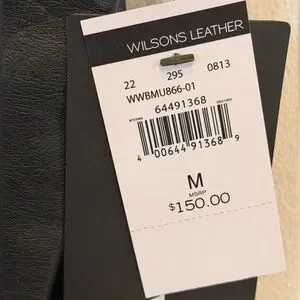 WILSONS LEATHER
22 295 0813
WWBMU866-01
64491368
4 00644 91368 9
M
MSRP
$150.00